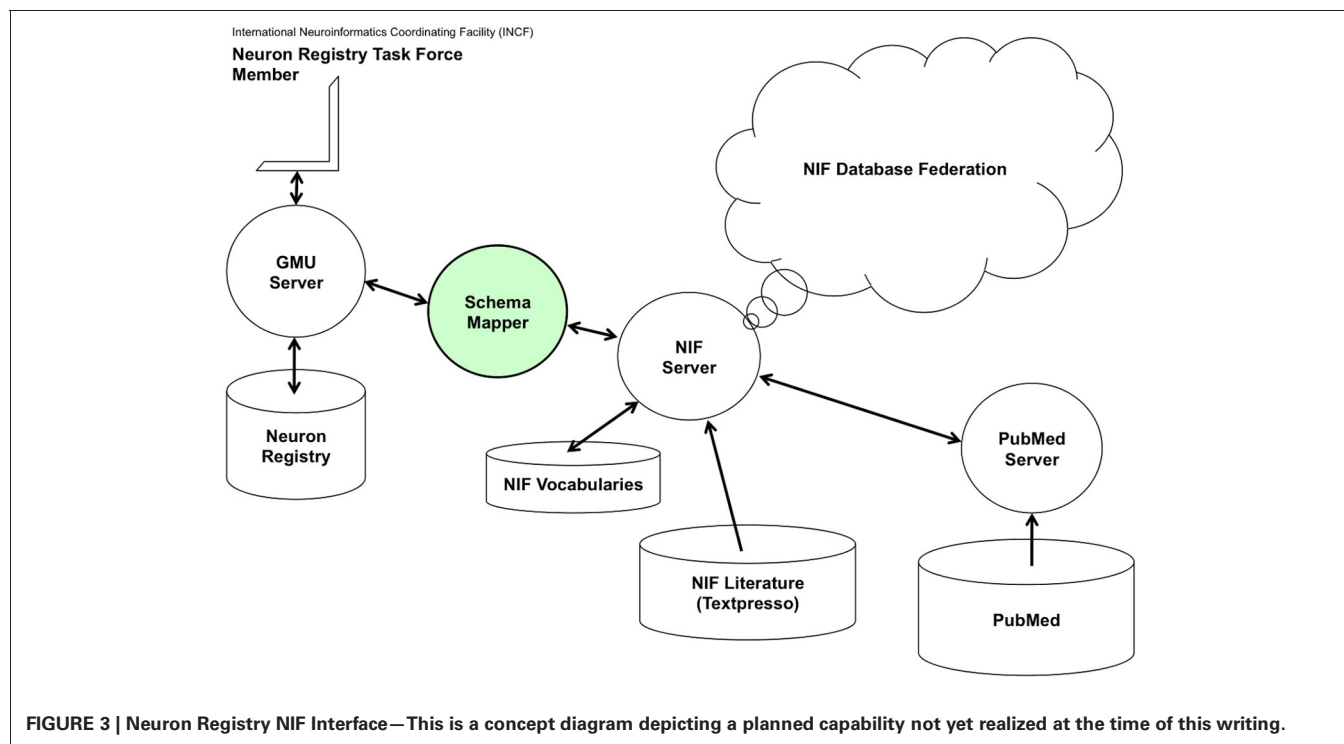 International Neuroinformatics Coordinating Facility (INCF)
Neuron Registry Task Force
Member
NIF Database Federation
GMU
Server
Schema
Mapper
NIF
Server
Neuron
Registry
NIF Vocabularies
PubMed
Server
NIF Literature
(Textpresso)
PubMed
FIGURE 3 | Neuron Registry NIF Interface—This is a concept diagram depicting a planned capability not yet realized at the time of this writing.